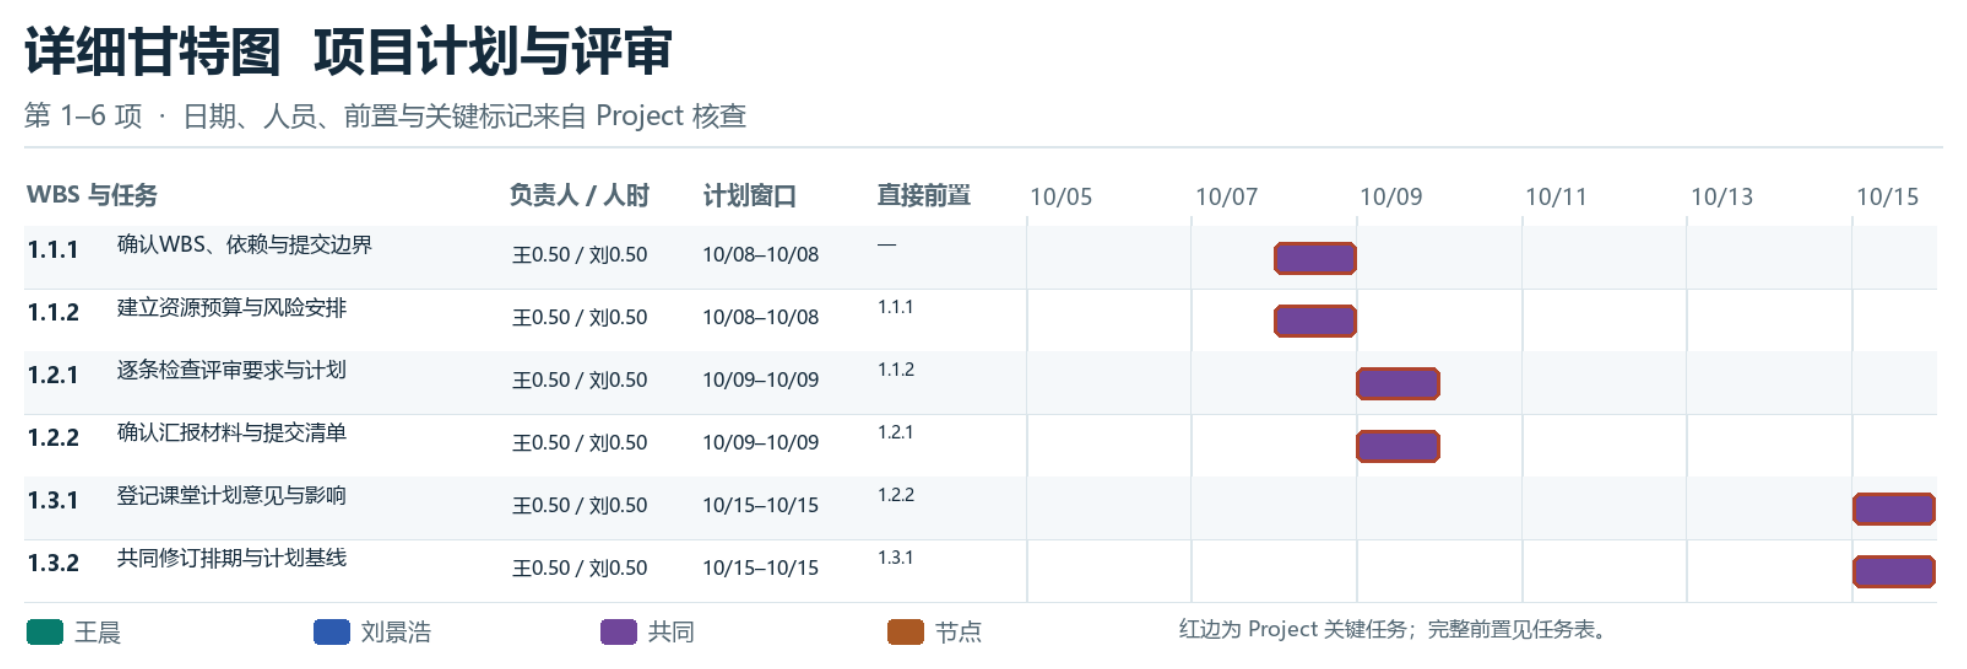 详细甘特图 项目计划与评审
第 1–6 项 · 日期、人员、前置与关键标记来自 Project 核查
WBS 与任务 负责人 / 人时 计划窗口 直接前置 10/05 10/07 10/09 10/11 10/13 10/15
1.1.1 确认WBS、依赖与提交边界 王0.50 / 刘0.50 10/08–10/08 —
1.1.2 建立资源预算与风险安排 王0.50 / 刘0.50 10/08–10/08 1.1.1
1.2.1 逐条检查评审要求与计划 王0.50 / 刘0.50 10/09–10/09 1.1.2
1.2.2 确认汇报材料与提交清单 王0.50 / 刘0.50 10/09–10/09 1.2.1
1.3.1 登记课堂计划意见与影响 王0.50 / 刘0.50 10/15–10/15 1.2.2
1.3.2 共同修订排期与计划基线 王0.50 / 刘0.50 10/15–10/15 1.3.1
王晨 刘景浩 共同 节点 红边为 Project 关键任务；完整前置见任务表。